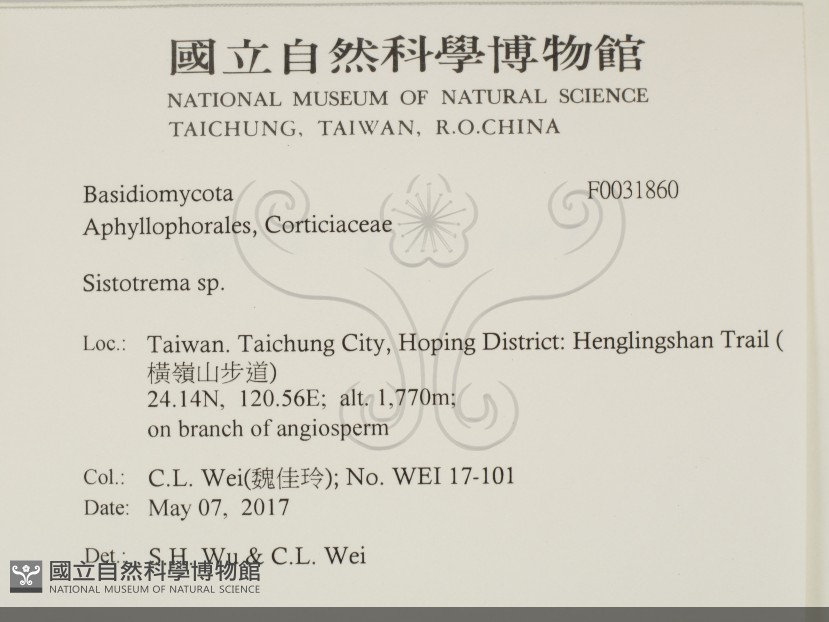 國立自然科學博物館
NATIONAL MUSEUM OF NATURAL SCIENCE
TAICHUNG, TAIWAN, R.O.CHINA
Basidiomycota F0031860
Aphyllophorales, Corticiaceae
Sistotrema sp.
Loc.: Taiwan. Taichung City, Hoping District: Henglingshan Trail (
橫嶺山步道)
24.14N, 120.56E; alt. 1,770m;
on branch of angiosperm
Col.: C.L. Wei(魏佳玲); No. WEI 17-101
Date: May 07, 2017
Det.: S.H. Wu & C.L. Wei
國立自然科學博物館
NATIONAL MUSEUM OF NATURAL SCIENCE